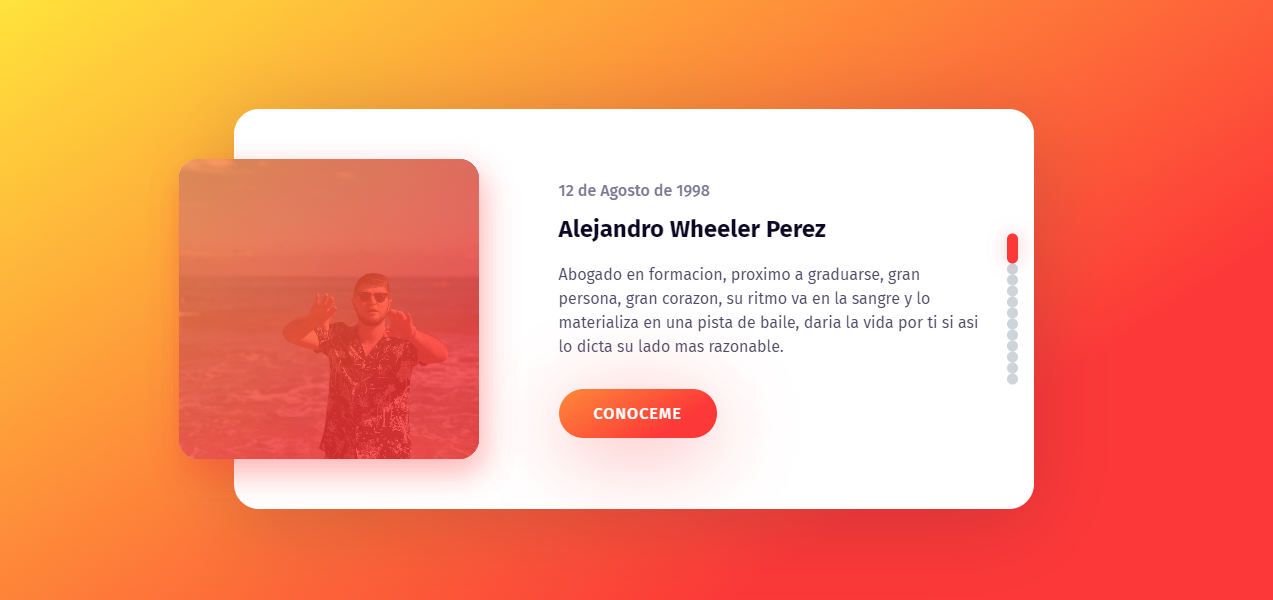 12 de Agosto de 1998
Alejandro Wheeler Perez
Abogado en formacion, proximo a graduarse, gran
persona, gran corazon, su ritmo va en la sangre y lo
materializa en una pista de baile, daria la vida por ti si asi
lo dicta su lado mas razonable.
CONOCEME